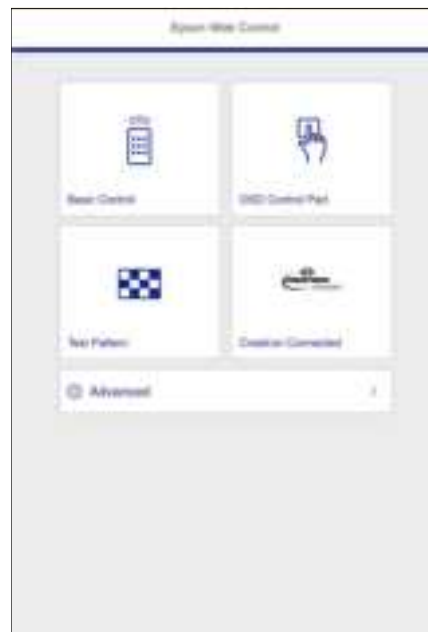 Epson Web Control
Basic Control
OSD Control Pad
Test Pattern
Crestron Connected
Advanced